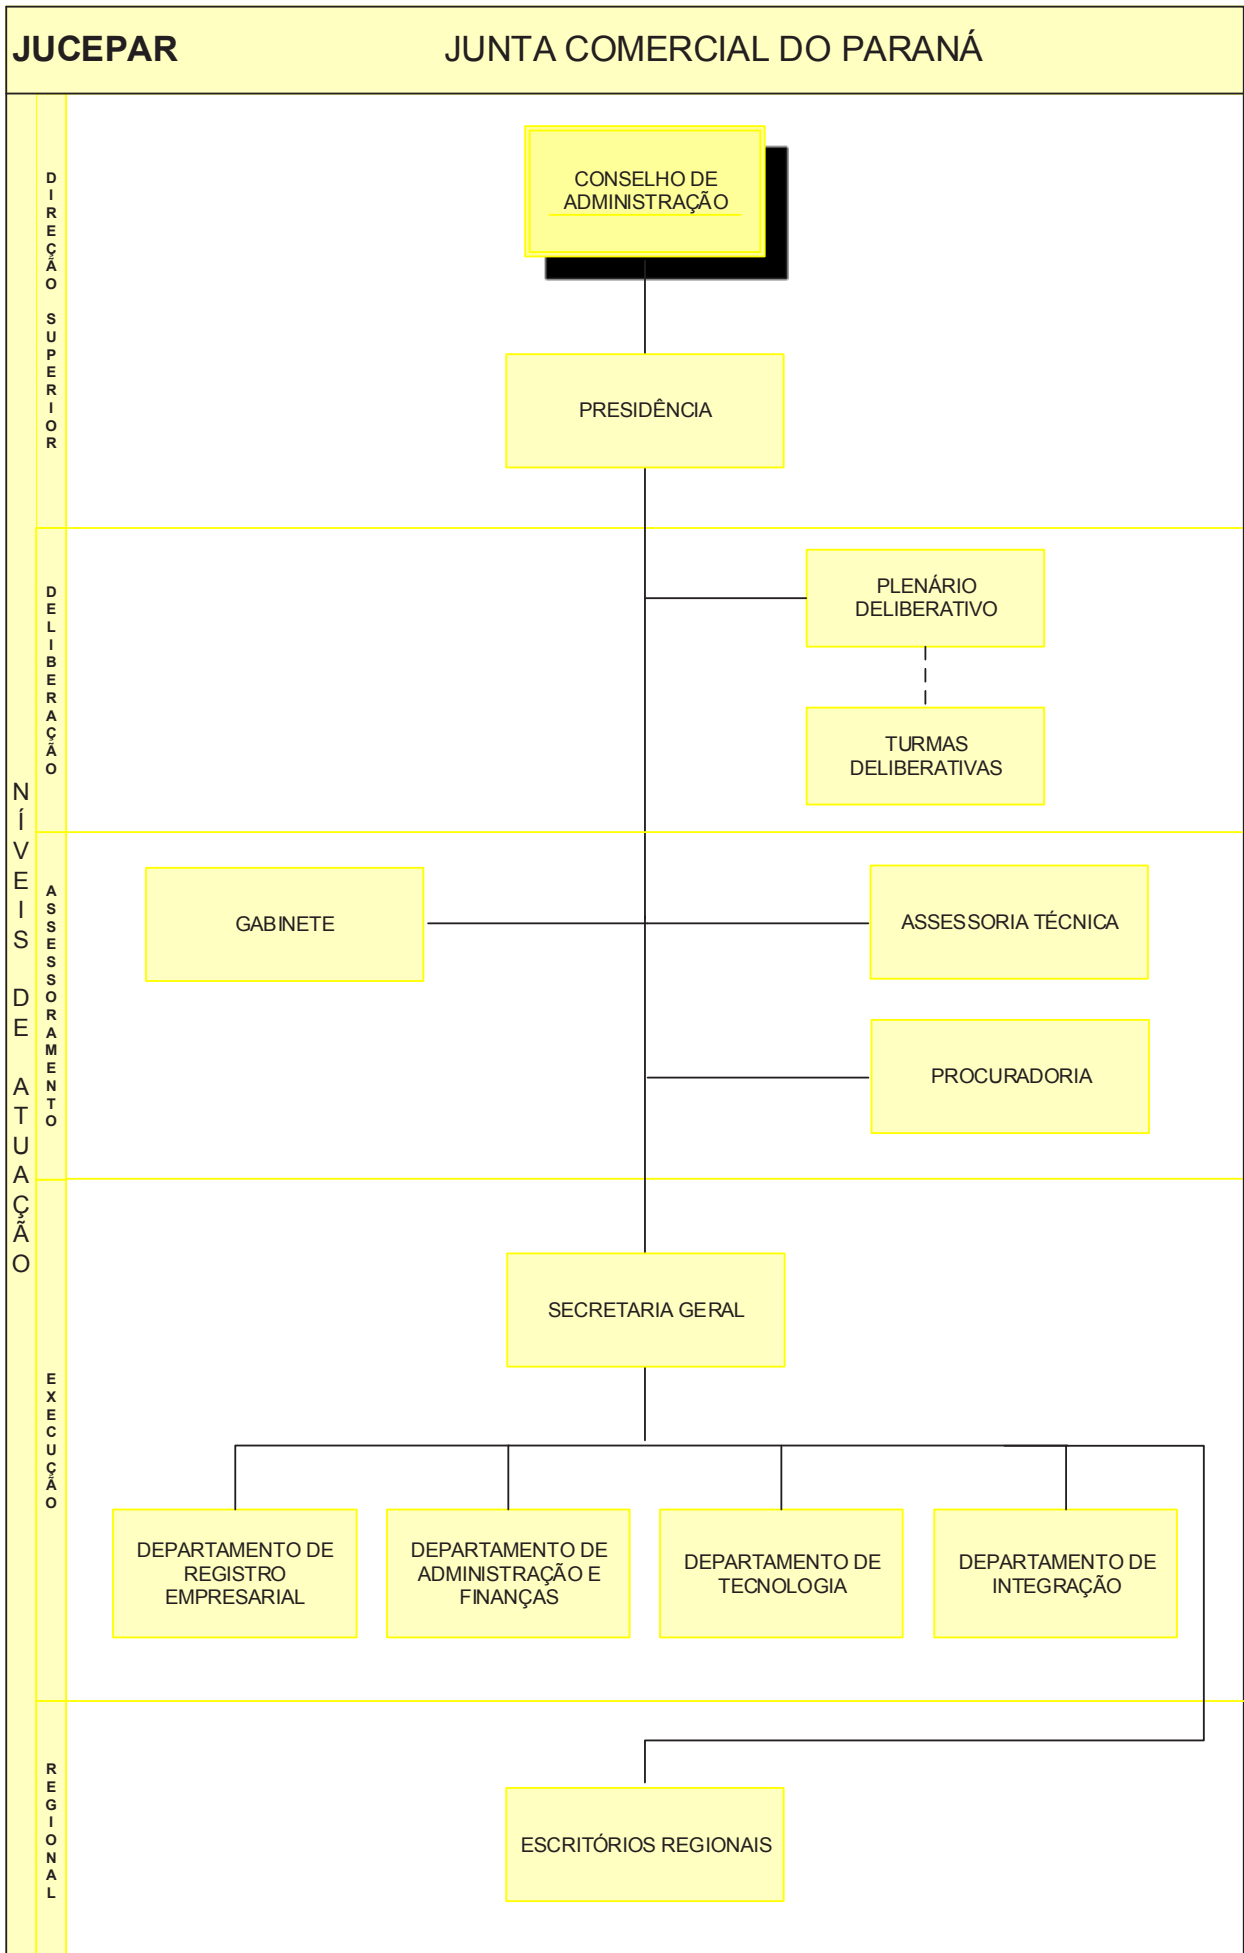 JUCEPAR
JUNTA COMERCIAL DO PARANÁ
NÍVEIS DE ATUAÇÃO
DIREÇÃO SUPERIOR
CONSELHO DE
ADMINISTRAÇÃO
PRESIDÊNCIA
DELIBERAÇÃO
PLENÁRIO
DELIBERATIVO
TURMAS
DELIBERATIVAS
ASSESSORAMENTO
GABINETE
ASSESSORIA TÉCNICA
PROCURADORIA
EXECUÇÃO
SECRETARIA GERAL
DEPARTAMENTO DE
REGISTRO
EMPRESARIAL
DEPARTAMENTO DE
ADMINISTRAÇÃO E
FINANÇAS
DEPARTAMENTO DE
TECNOLOGIA
DEPARTAMENTO DE
INTEGRAÇÃO
REGIONAL
ESCRITÓRIOS REGIONAIS